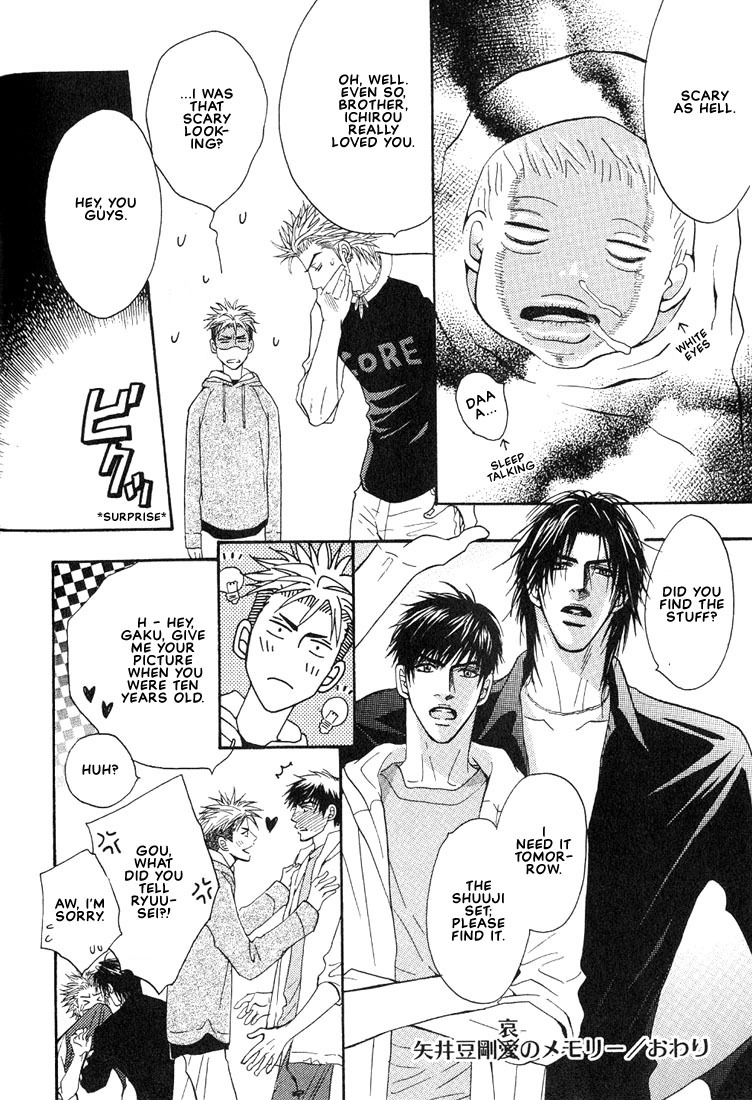 SCARY
AS HELL.
WHITE
EYES
DAA
A...
SLEEP
TALKING
OH, WELL.
EVEN SO,
BROTHER,
ICHIROU
REALLY
LOVED YOU.
...I WAS
THAT
SCARY
LOOK-
ING?
CORE
HEY, YOU
GUYS.
ビクッ
*SURPRISE*
DID YOU
FIND THE
STUFF?
I
NEED IT
TOMOR-
ROW.
THE
SHUUJI
SET;
PLEASE
FIND IT.
H - HEY,
GAKU, GIVE
ME YOUR
PICTURE
WHEN YOU
WERE TEN
YEARS OLD.
HUH?
GOU,
WHAT
DID YOU
TELL
RYUU-
SEI?!
AW, I'M
SORRY.
哀
矢井豆剛愛のメモリー/おわり